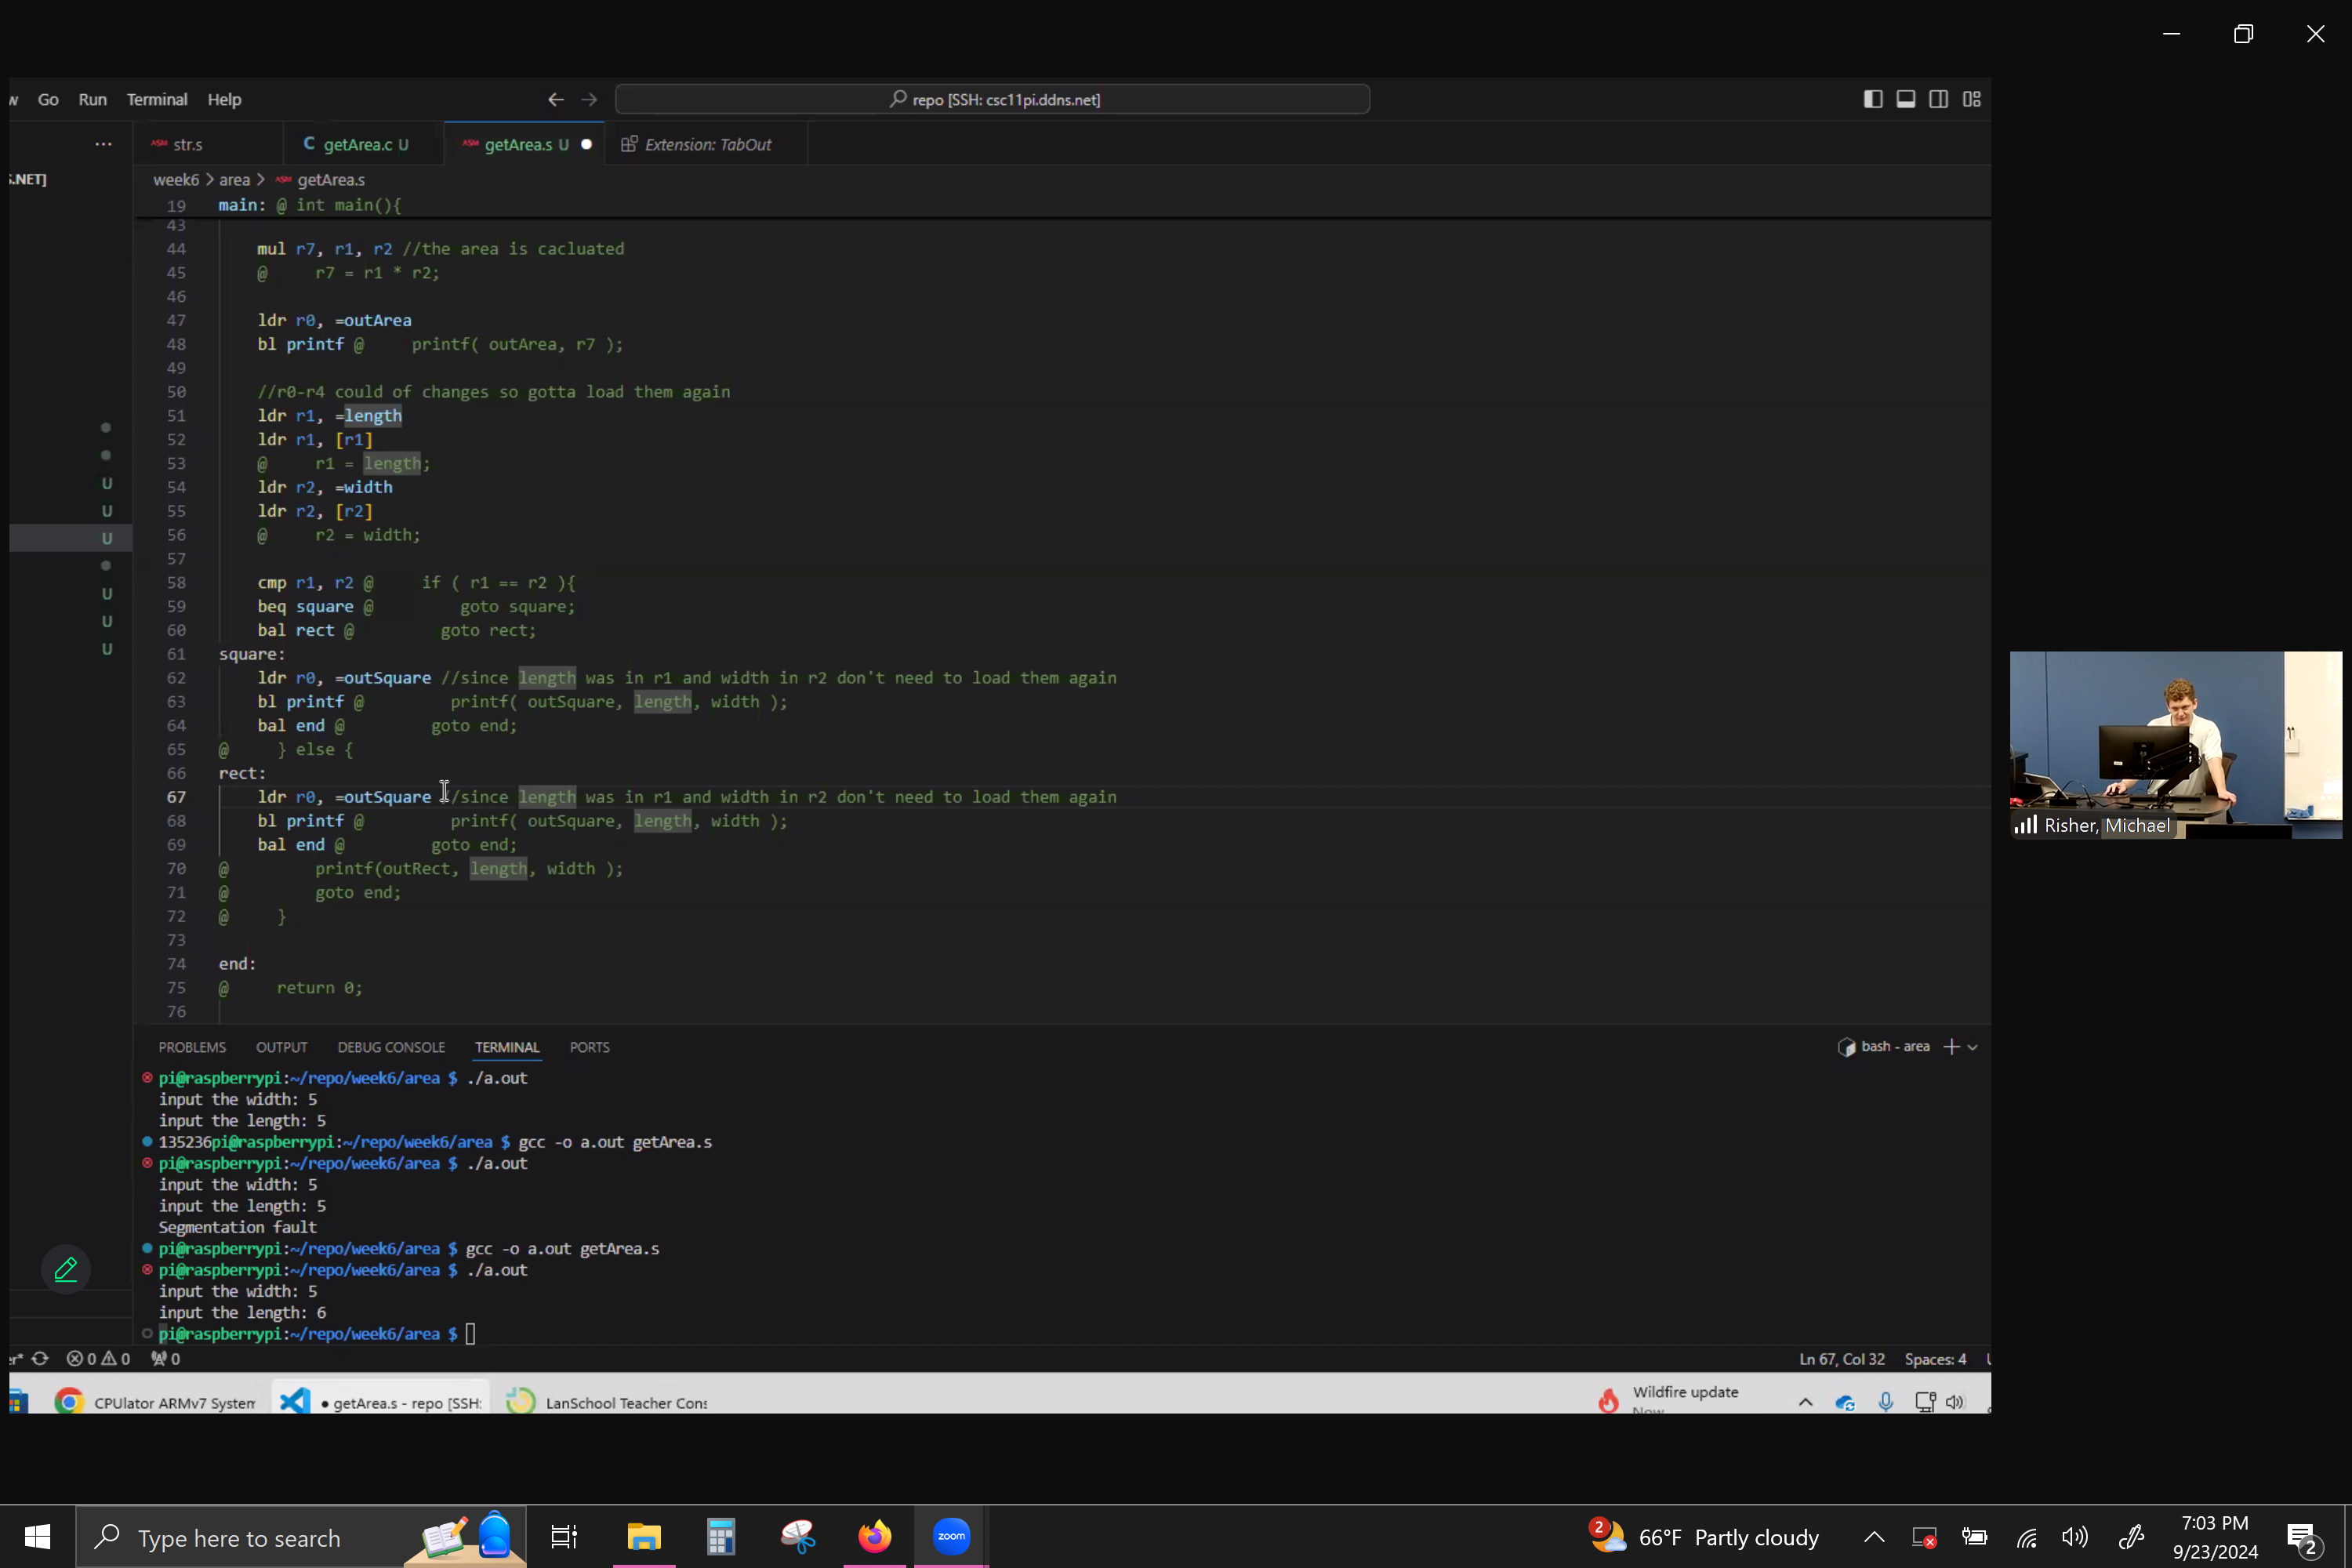 w Go Run Terminal Help
repo [SSH: csc11pi.ddns.net]
ASM str.s
C getArea.c U
ASM getArea.s U
Extension: TabOut
S.NET]
week6 > area > ASM getArea.s
19 main: @ int main(){
43
44 mul r7, r1, r2 //the area is cacluated
45 @ r7 = r1 * r2;
46
47 ldr r0, =outArea
48 bl printf @ printf( outArea, r7 );
49
50 //r0-r4 could of changes so gotta load them again
51 ldr r1, =length
52 ldr r1, [r1]
53 @ r1 = length;
54 ldr r2, =width
55 ldr r2, [r2]
56 @ r2 = width;
57
58 cmp r1, r2 @ if ( r1 == r2 ){
59 beq square @ goto square;
60 bal rect @ goto rect;
61 square:
62 ldr r0, =outSquare //since length was in r1 and width in r2 don't need to load them again
63 bl printf @ printf( outSquare, length, width );
64 bal end @ goto end;
65 @ } else {
66 rect:
67 ldr r0, =outSquare //since length was in r1 and width in r2 don't need to load them again
68 bl printf @ printf( outSquare, length, width );
69 bal end @ goto end;
70 @ printf(outRect, length, width );
71 @ goto end;
72 @ }
73
74 end:
75 @ return 0;
76
U
U
U
U
U
U
PROBLEMS OUTPUT DEBUG CONSOLE TERMINAL PORTS
bash - area
pi@raspberrypi:~/repo/week6/area $ ./a.out
input the width: 5
input the length: 5
135236pi@raspberrypi:~/repo/week6/area $ gcc -o a.out getArea.s
pi@raspberrypi:~/repo/week6/area $ ./a.out
input the width: 5
input the length: 5
Segmentation fault
pi@raspberrypi:~/repo/week6/area $ gcc -o a.out getArea.s
pi@raspberrypi:~/repo/week6/area $ ./a.out
input the width: 5
input the length: 6
pi@raspberrypi:~/repo/week6/area $
er* 0 0 0
Ln 67, Col 32 Spaces: 4
CPUlator ARMv7 System
● getArea.s - repo [SSH:
LanSchool Teacher Cons
Wildfire update
Now
Risher, Michael
Type here to search
zoom
2
66°F Partly cloudy
7:03 PM
9/23/2024
2